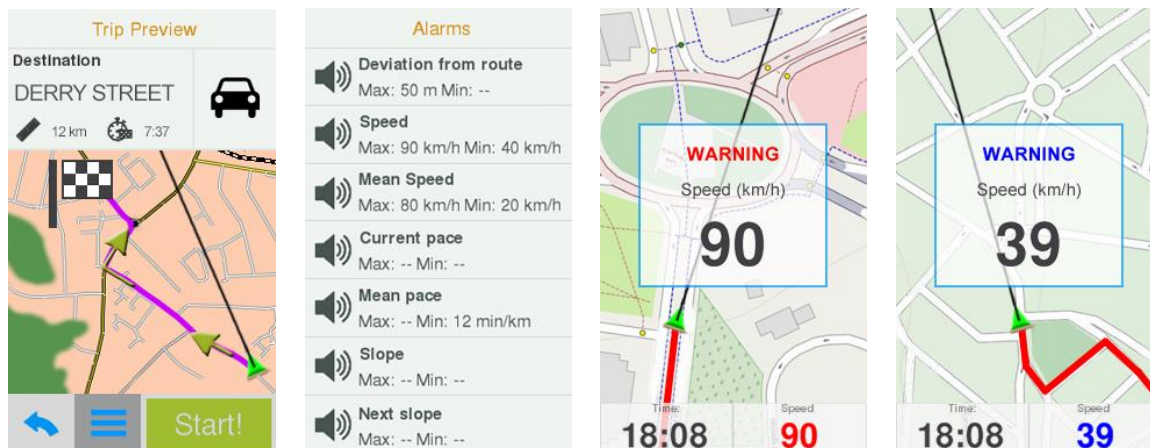 Trip Preview
Destination
DERRY STREET
12 km 7:37
Start!
Alarms
Deviation from route
Max: 50 m Min: --
Speed
Max: 90 km/h Min: 40 km/h
Mean Speed
Max: 80 km/h Min: 20 km/h
Current pace
Max: -- Min: --
Mean pace
Max: -- Min: 12 min/km
Slope
Max: -- Min: --
Next slope
Max: -- Min: --
WARNING
Speed (km/h)
90
Time: Speed
18:08 90
WARNING
Speed (km/h)
39
Time: Speed
18:08 39